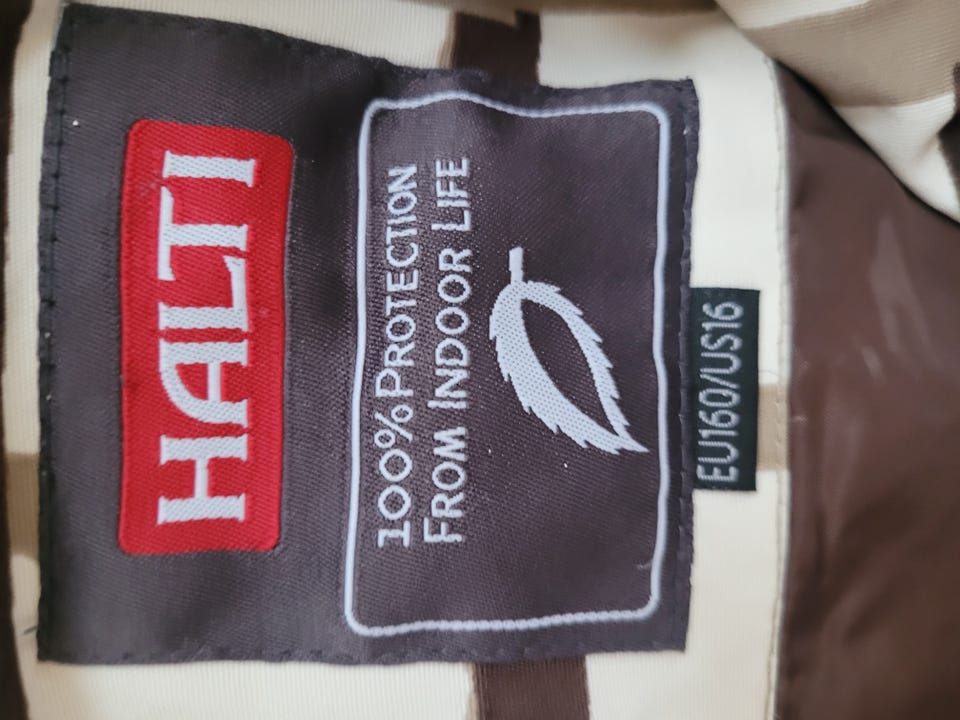 HALTI
100% PROTECTION
FROM INDOOR LIFE
EU160/US16